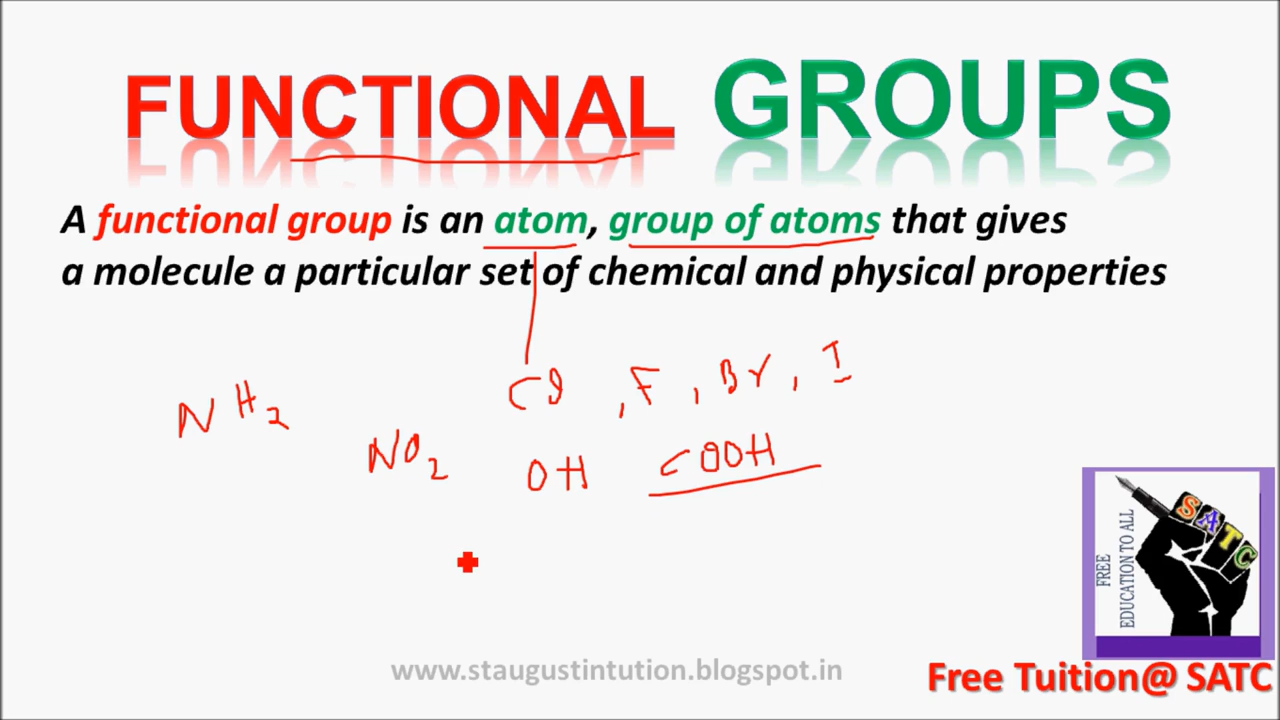 FUNCTIONAL GROUPS
A functional group is an atom, group of atoms that gives
a molecule a particular set of chemical and physical properties
NH2
Cl, F, Br, I
NO2 OH COOH
FREE
EDUCATION TO ALL
SATC
www.staugustintution.blogspot.in
Free Tuition@ SATC